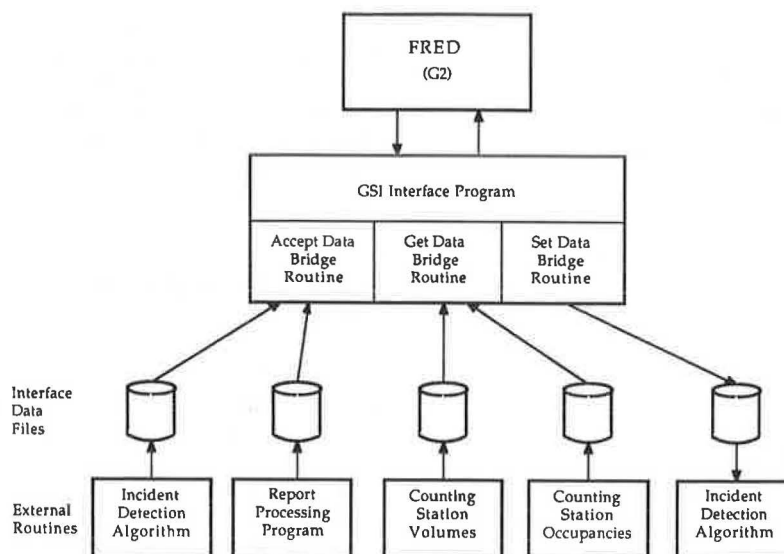 FRED
(G2)
GSI Interface Program
Accept Data
Bridge
Routine
Get Data
Bridge
Routine
Set Data
Bridge
Routine
Interface
Data
Files
External
Routines
Incident
Detection
Algorithm
Report
Processing
Program
Counting
Station
Volumes
Counting
Station
Occupancies
Incident
Detection
Algorithm